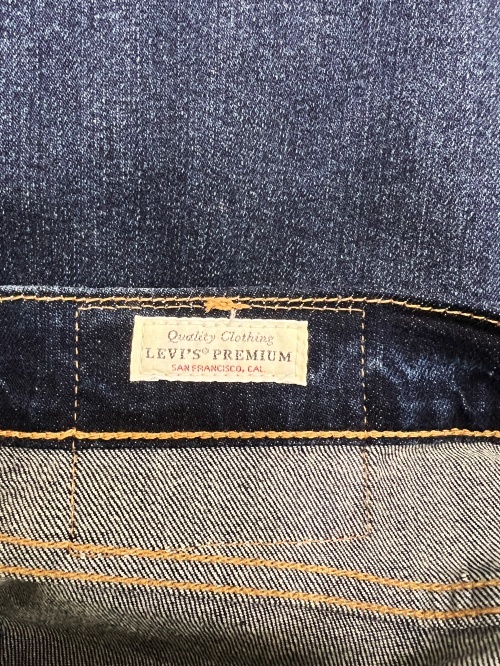 Quality Clothing
LEVI'S® PREMIUM
SAN FRANCISCO, CAL.